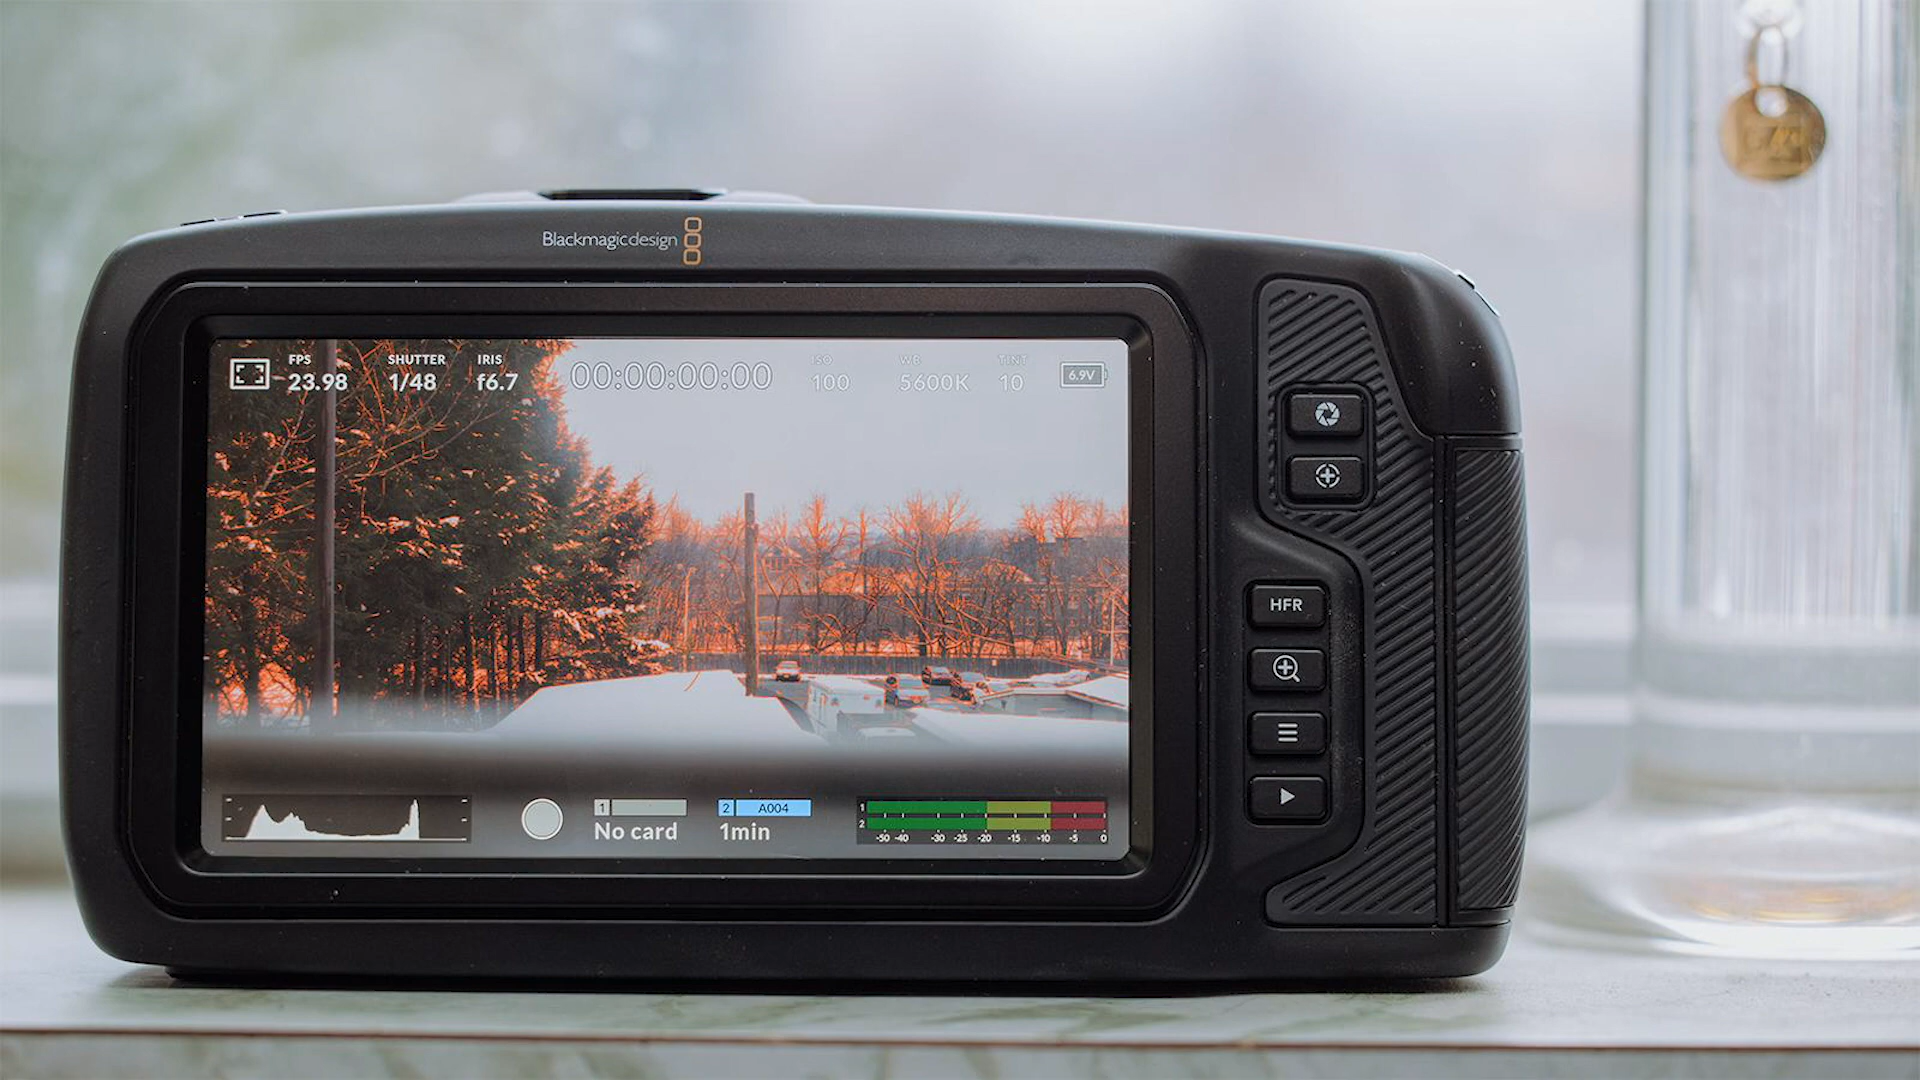 Blackmagicdesign
FPS SHUTTER IRIS ISO WB TINT
23.98 1/48 f6.7 00:00:00:00 100 5600K 10 6.9V
HFR
1 2 A004
No card 1min
1
2
-50 -40 -30 -25 -20 -15 -10 -5 0